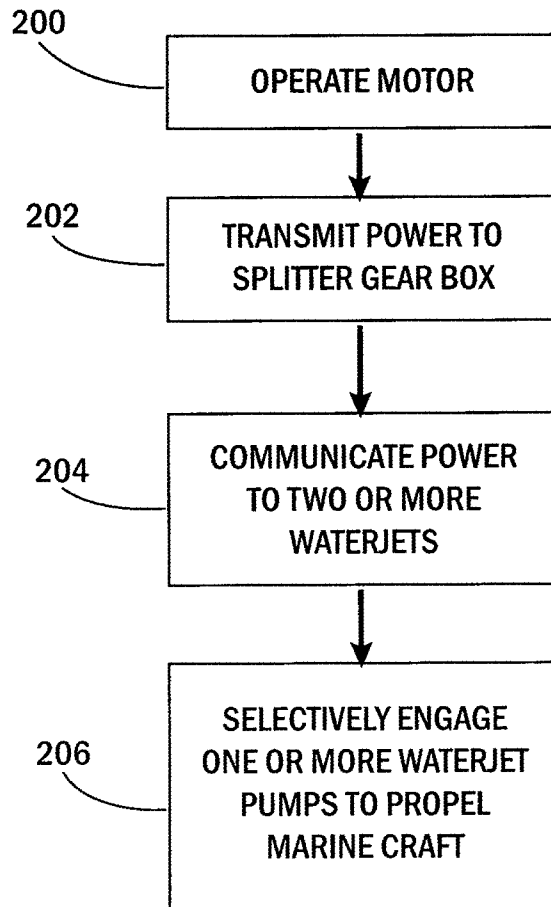 200
OPERATE MOTOR
202
TRANSMIT POWER TO
SPLITTER GEAR BOX
204
COMMUNICATE POWER
TO TWO OR MORE
WATERJETS
206
SELECTIVELY ENGAGE
ONE OR MORE WATERJET
PUMPS TO PROPEL
MARINE CRAFT